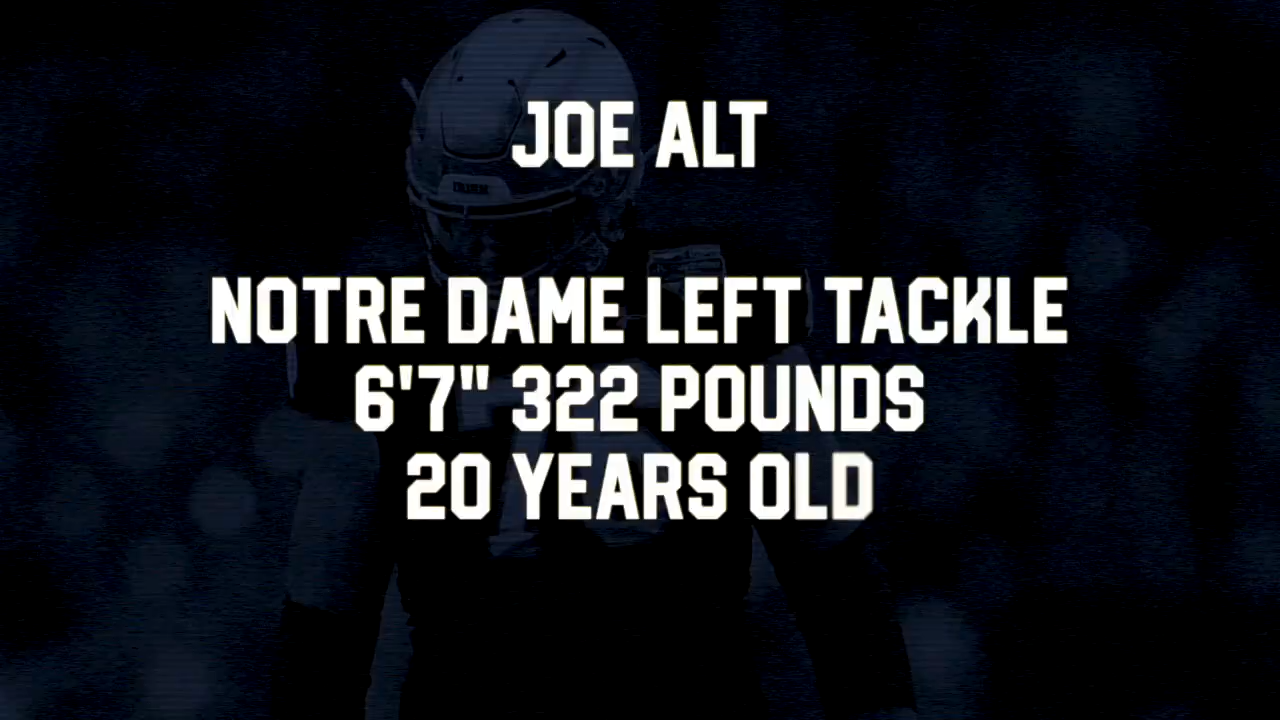 JOE ALT
NOTRE DAME LEFT TACKLE
6'7" 322 POUNDS
20 YEARS OLD